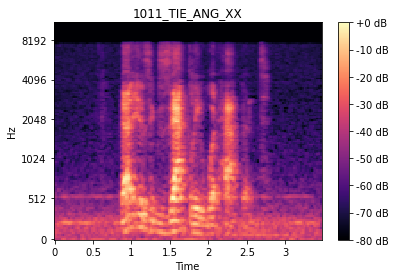 1011_TIE_ANG_XX
+0 dB
8192
-10 dB
4096
-20 dB
-30 dB
2048
-40 dB
Hz
1024
-50 dB
512
-60 dB
-70 dB
0
-80 dB
0 0.5 1 1.5 2 2.5 3
Time